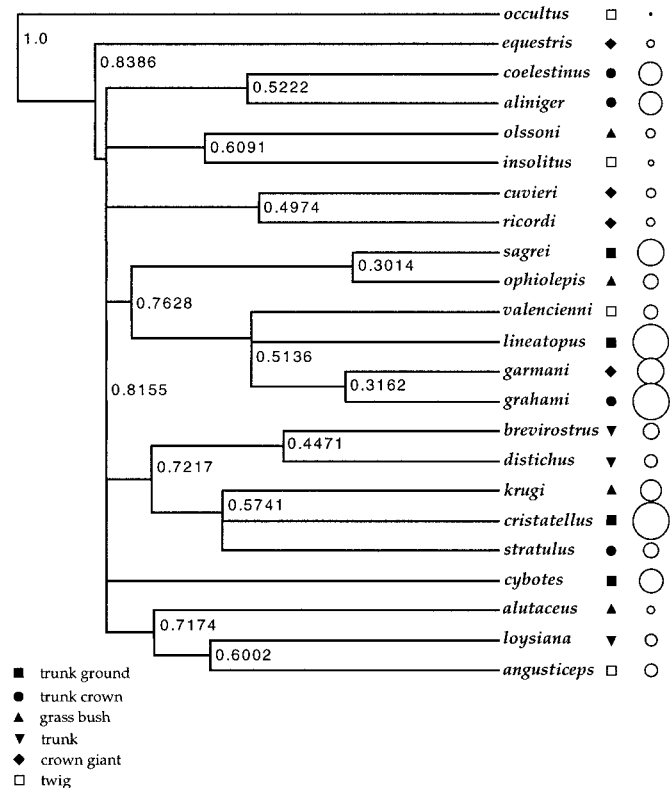 occultus
1.0
equestris
0.8386
coelestinus
0.5222
aliniger
olssoni
0.6091
insolitus
cuvieri
0.4974
ricordi
sagrei
0.3014
ophiolepis
0.7628
valencienni
lineatopus
0.5136
garmani
0.3162
grahami
0.8155
brevirostrus
0.4471
distichus
0.7217
krugi
0.5741
cristatellus
stratulus
cybotes
alutaceus
0.7174
loysiana
0.6002
angusticeps
trunk ground
trunk crown
grass bush
trunk
crown giant
twig